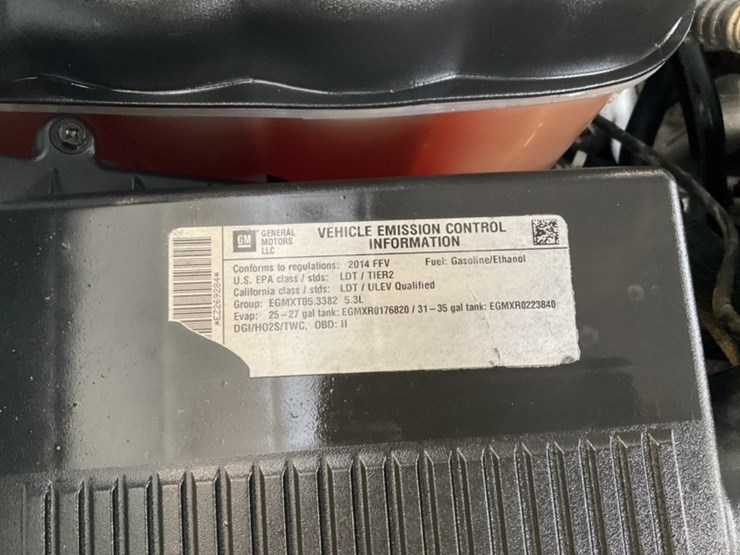 GM GENERAL MOTORS LLC
VEHICLE EMISSION CONTROL
INFORMATION
Conforms to regulations: 2014 FFV Fuel: Gasoline/Ethanol
U.S. EPA class / stds: LDT / TIER2
California class / stds: LDT / ULEV Qualified
Group: EGMXT05.3382 5.3L
Evap: 25-27 gal tank: EGMXR0176820 / 31-35 gal tank: EGMXR0223840
DGI/HO2S/TWC, OBD: II
*E2269284*